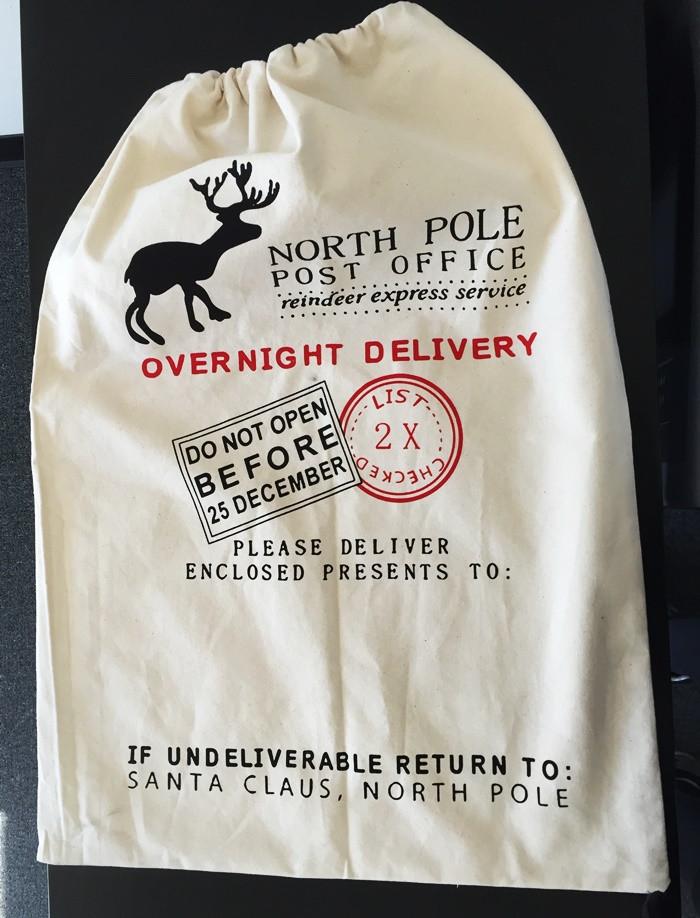 NORTH POLE
POST OFFICE
reindeer express service
OVERNIGHT DELIVERY
DO NOT OPEN
BEFORE
25 DECEMBER
LIST
2 X
CHECKED
PLEASE DELIVER
ENCLOSED PRESENTS TO:
IF UNDELIVERABLE RETURN TO:
SANTA CLAUS, NORTH POLE